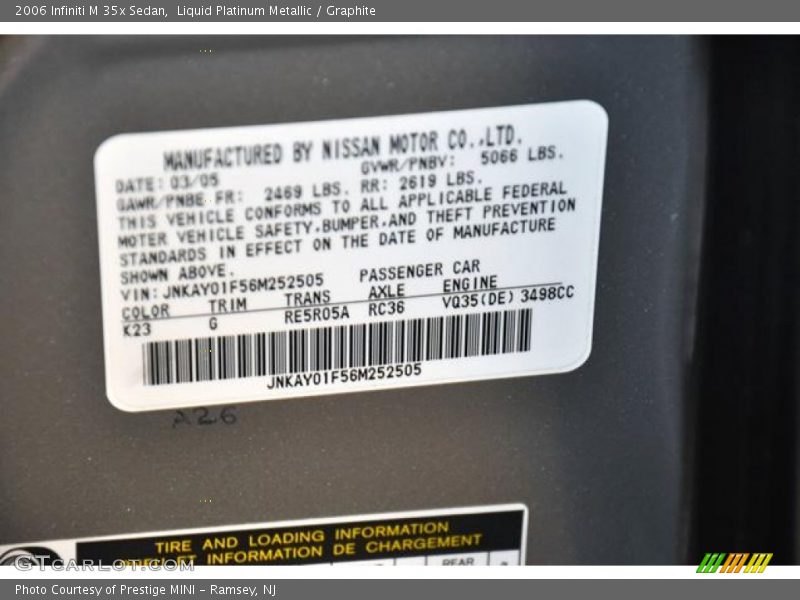 2006 Infiniti M 35x Sedan,  Liquid Platinum Metallic / Graphite
MANUFACTURED BY NISSAN MOTOR CO.,LTD.
DATE: 03/05 GVWR/PNBV: 5066 LBS.
GAWR/PNBE FR: 2469 LBS. RR: 2619 LBS.
THIS VEHICLE CONFORMS TO ALL APPLICABLE FEDERAL
MOTER VEHICLE SAFETY,BUMPER,AND THEFT PREVENTION
STANDARDS IN EFFECT ON THE DATE OF MANUFACTURE
SHOWN ABOVE.
VIN: JNKAY01F56M252505 PASSENGER CAR
COLOR TRIM TRANS AXLE ENGINE
K23 G RE5R05A RC36 VQ35(DE) 3498CC
JNKAY01F56M252505
A26
TIRE AND LOADING INFORMATION
INFORMATION DE CHARGEMENT
REAR
GTCARLOT.COM
Photo Courtesy of Prestige MINI - Ramsey, NJ